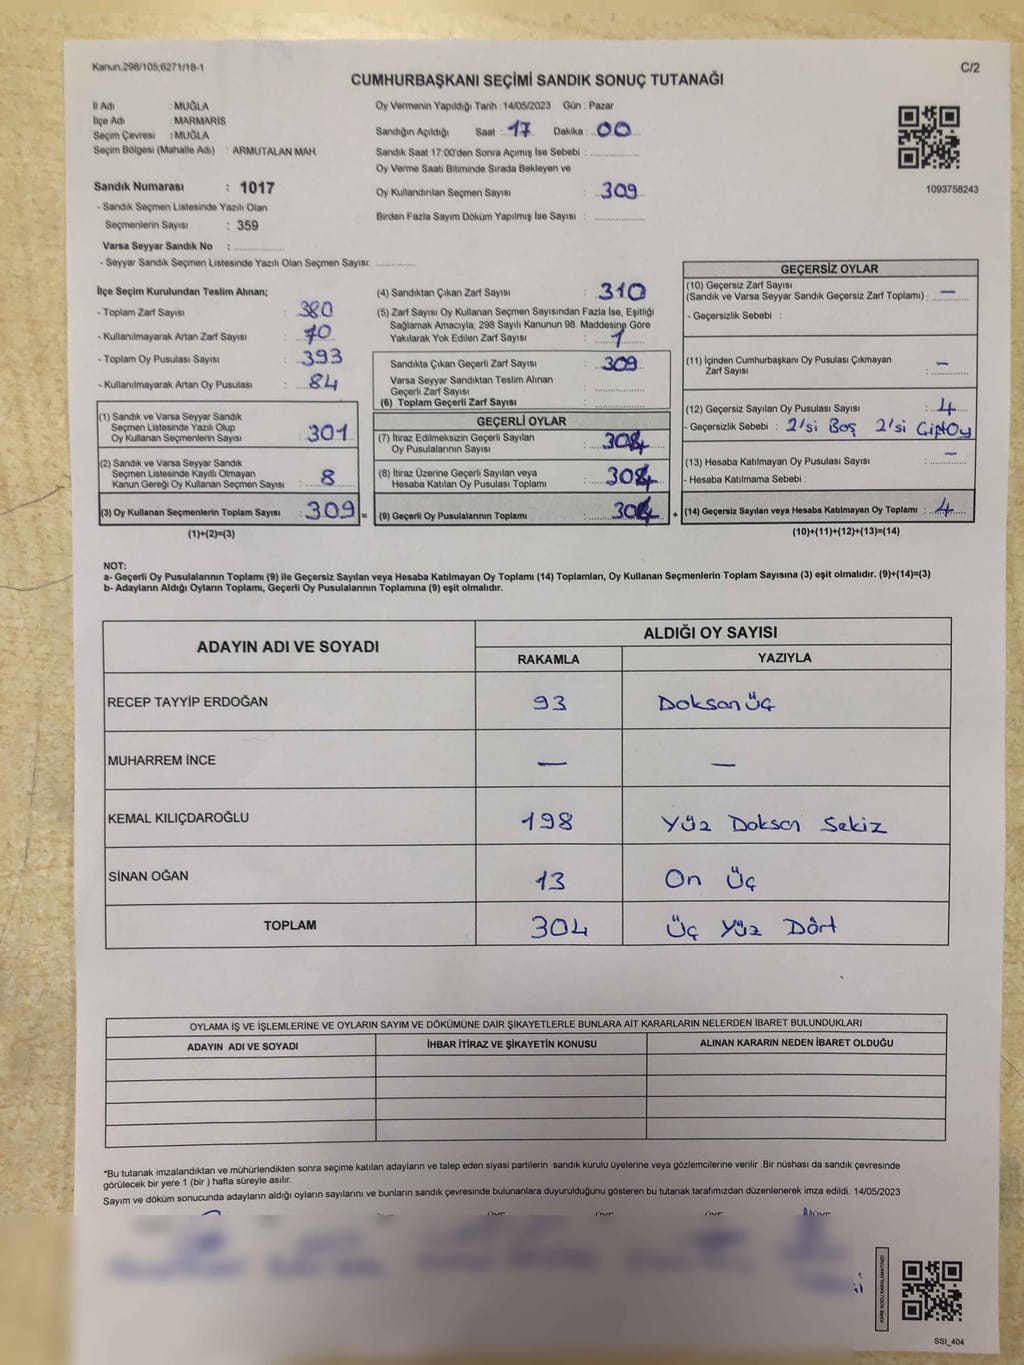 Kanun.298/105,6271/18-1
C/2
CUMHURBAŞKANI SEÇİMİ SANDIK SONUÇ TUTANAĞI
İl Adı : MUĞLA
İlçe Adı : MARMARİS
Seçim Çevresi : MUĞLA
Seçim Bölgesi (Mahalle Adı) : ARMUTALAN MAH.
Sandık Numarası : 1017
- Sandık Seçmen Listesinde Yazılı Olan
Seçmenlerin Sayısı : 359
Varsa Seyyar Sandık No :
- Seyyar Sandık Seçmen Listesinde Yazılı Olan Seçmen Sayısı:
Oy Vermenin Yapıldığı Tarih : 14/05/2023 Gün : Pazar
Sandığın Açıldığı Saat : 17 Dakika : 00
Sandık Saat 17:00'den Sonra Açımış İse Sebebi :
Oy Verme Saati Bitiminde Sırada Bekleyen ve
Oy Kullandırılan Seçmen Sayısı : 309
Birden Fazla Sayım Döküm Yapılmış İse Sayısı :
1093758243
İlçe Seçim Kurulundan Teslim Alınan;
- Toplam Zarf Sayısı : 380
- Kullanılmayarak Artan Zarf Sayısı : 70
- Toplam Oy Pusulası Sayısı : 393
- Kullanılmayarak Artan Oy Pusulası : 84
(1) Sandık ve Varsa Seyyar Sandık
Seçmen Listesinde Yazılı Olup
Oy Kullanan Seçmenlerin Sayısı : 301
(2) Sandık ve Varsa Seyyar Sandık
Seçmen Listesinde Kayıtlı Olmayan
Kanun Gereği Oy Kullanan Seçmen Sayısı : 8
(3) Oy Kullanan Seçmenlerin Toplam Sayısı : 309 =
(1)+(2)=(3)
(4) Sandıktan Çıkan Zarf Sayısı : 310
(5) Zarf Sayısı Oy Kullanan Seçmen Sayısından Fazla İse, Eşitliği
Sağlamak Amacıyla, 298 Sayılı Kanunun 98. Maddesine Göre
Yakılarak Yok Edilen Zarf Sayısı : 1
Sandıkta Çıkan Geçerli Zarf Sayısı : 309
Varsa Seyyar Sandıktan Teslim Alınan
Geçerli Zarf Sayısı :
(6) Toplam Geçerli Zarf Sayısı :
GEÇERLİ OYLAR
(7) İtiraz Edilmeksizin Geçerli Sayılan
Oy Pusulalarının Sayısı : 304
(8) İtiraz Üzerine Geçerli Sayılan veya
Hesaba Katılan Oy Pusulası Toplamı : 304
(9) Geçerli Oy Pusulalarının Toplamı : 304 +
GEÇERSİZ OYLAR
(10) Geçersiz Zarf Sayısı
(Sandık ve Varsa Seyyar Sandık Geçersiz Zarf Toplamı) : —
- Geçersizlik Sebebi :
(11) İçinden Cumhurbaşkanı Oy Pusulası Çıkmayan
Zarf Sayısı : —
(12) Geçersiz Sayılan Oy Pusulası Sayısı : 4
- Geçersizlik Sebebi : 2'si Boş 2'si Çift Oy
(13) Hesaba Katılmayan Oy Pusulası Sayısı : —
- Hesaba Katılmama Sebebi :
(14) Geçersiz Sayılan veya Hesaba Katılmayan Oy Toplamı : 4
(10)+(11)+(12)+(13)=(14)
NOT:
a- Geçerli Oy Pusulalarının Toplamı (9) ile Geçersiz Sayılan veya Hesaba Katılmayan Oy Toplamı (14) Toplamları, Oy Kullanan Seçmenlerin Toplam Sayısına (3) eşit olmalıdır. (9)+(14)=(3)
b- Adayların Aldığı Oyların Toplamı, Geçerli Oy Pusulalarının Toplamına (9) eşit olmalıdır.
ADAYIN ADI VE SOYADI ALDIĞI OY SAYISI
RAKAMLA YAZIYLA
RECEP TAYYİP ERDOĞAN 93 Doksan üç
MUHARREM İNCE — —
KEMAL KILIÇDAROĞLU 198 Yüz Doksan Sekiz
SİNAN OĞAN 13 On Üç
TOPLAM 304 Üç Yüz Dört
OYLAMA İŞ VE İŞLEMLERİNE VE OYLARIN SAYIM VE DÖKÜMÜNE DAİR ŞİKAYETLERLE BUNLARA AİT KARARLARIN NELERDEN İBARET BULUNDUKLARI
ADAYIN ADI VE SOYADI İHBAR İTİRAZ VE ŞİKAYETİN KONUSU ALINAN KARARIN NEDEN İBARET OLDUĞU
*Bu tutanak imzalandıktan ve mühürlendikten sonra seçime katılan adayların ve talep eden siyasi partilerin sandık kurulu üyelerine veya gözlemcilerine verilir .Bir nüshası da sandık çevresinde
görülecek bir yere 1 (bir ) hafta süreyle asılır.
Sayım ve döküm sonucunda adayların aldığı oyların sayılarını ve bunların sandık çevresinde bulunanlara duyurulduğunu gösteren bu tutanak tarafımızdan düzenlenerek imza edildi. 14/05/2023
SSI_404